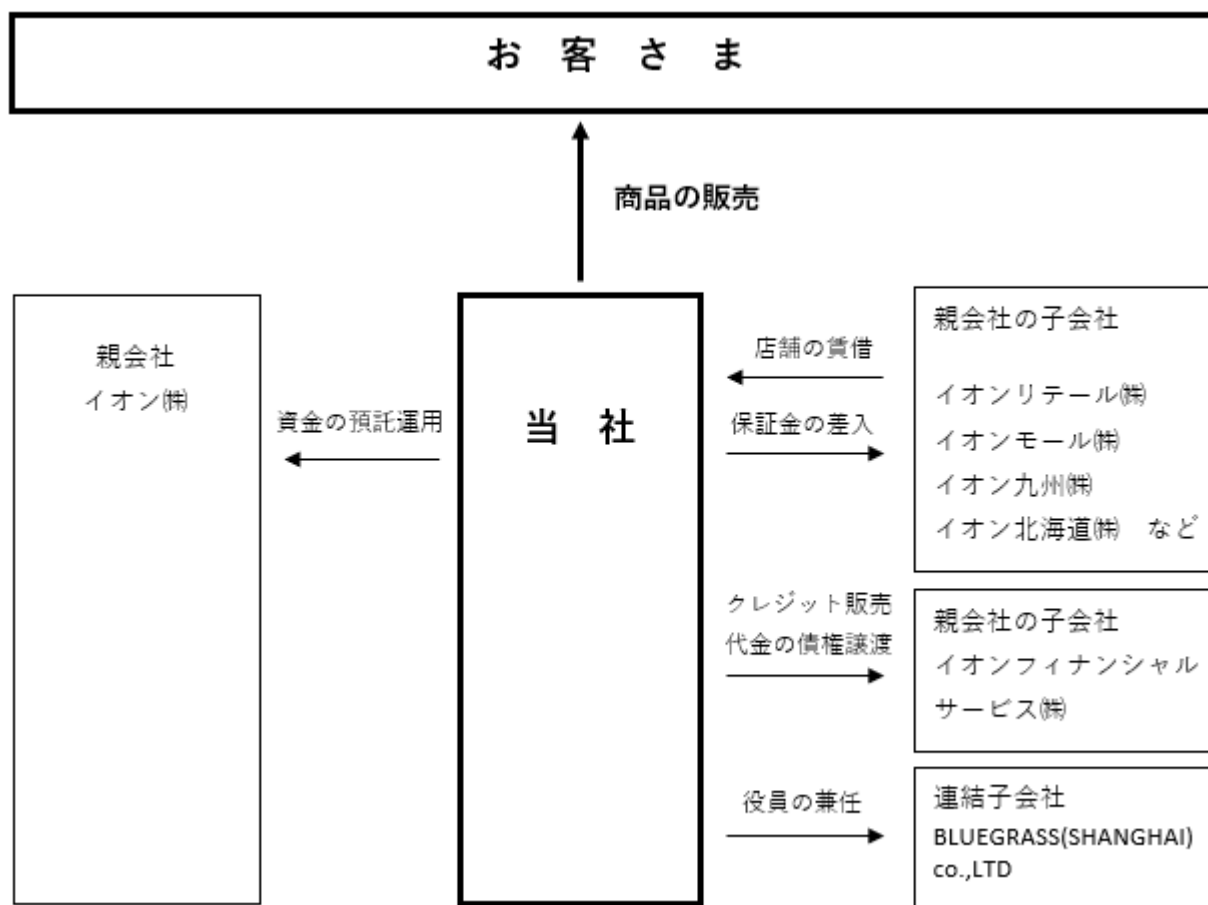 お 客 さ ま
商品の販売
親会社
イオン㈱
資金の預託運用
当 社
店舗の賃借
保証金の差入
親会社の子会社
イオンリテール㈱
イオンモール㈱
イオン九州㈱
イオン北海道㈱ など
クレジット販売
代金の債権譲渡
親会社の子会社
イオンフィナンシャル
サービス㈱
役員の兼任
連結子会社
BLUEGRASS(SHANGHAI)
co.,LTD